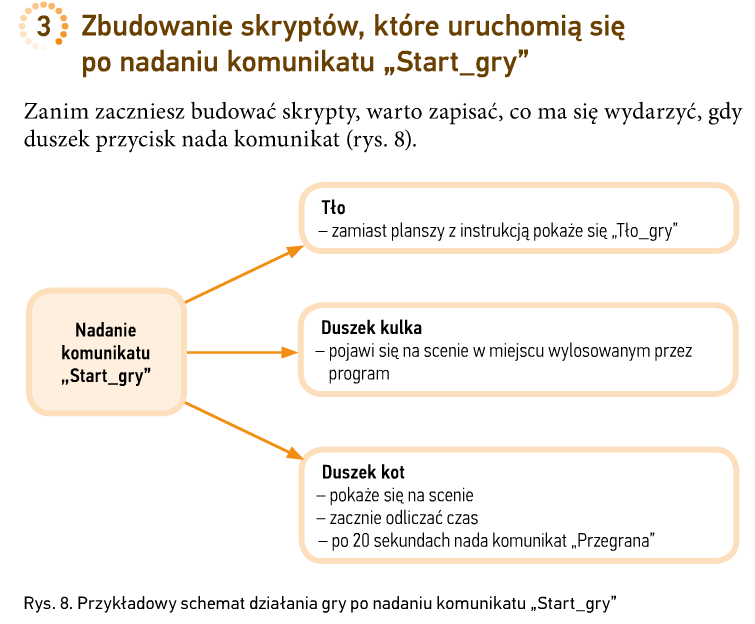 3 Zbudowanie skryptów, które uruchomią się
po nadaniu komunikatu „Start_gry”
Zanim zaczniesz budować skrypty, warto zapisać, co ma się wydarzyć, gdy
duszek przycisk nada komunikat (rys. 8).
Tło
– zamiast planszy z instrukcją pokaże się „Tło_gry”
Nadanie
komunikatu
„Start_gry”
Duszek kulka
– pojawi się na scenie w miejscu wylosowanym przez
program
Duszek kot
– pokaże się na scenie
– zacznie odliczać czas
– po 20 sekundach nada komunikat „Przegrana”
Rys. 8. Przykładowy schemat działania gry po nadaniu komunikatu „Start_gry”